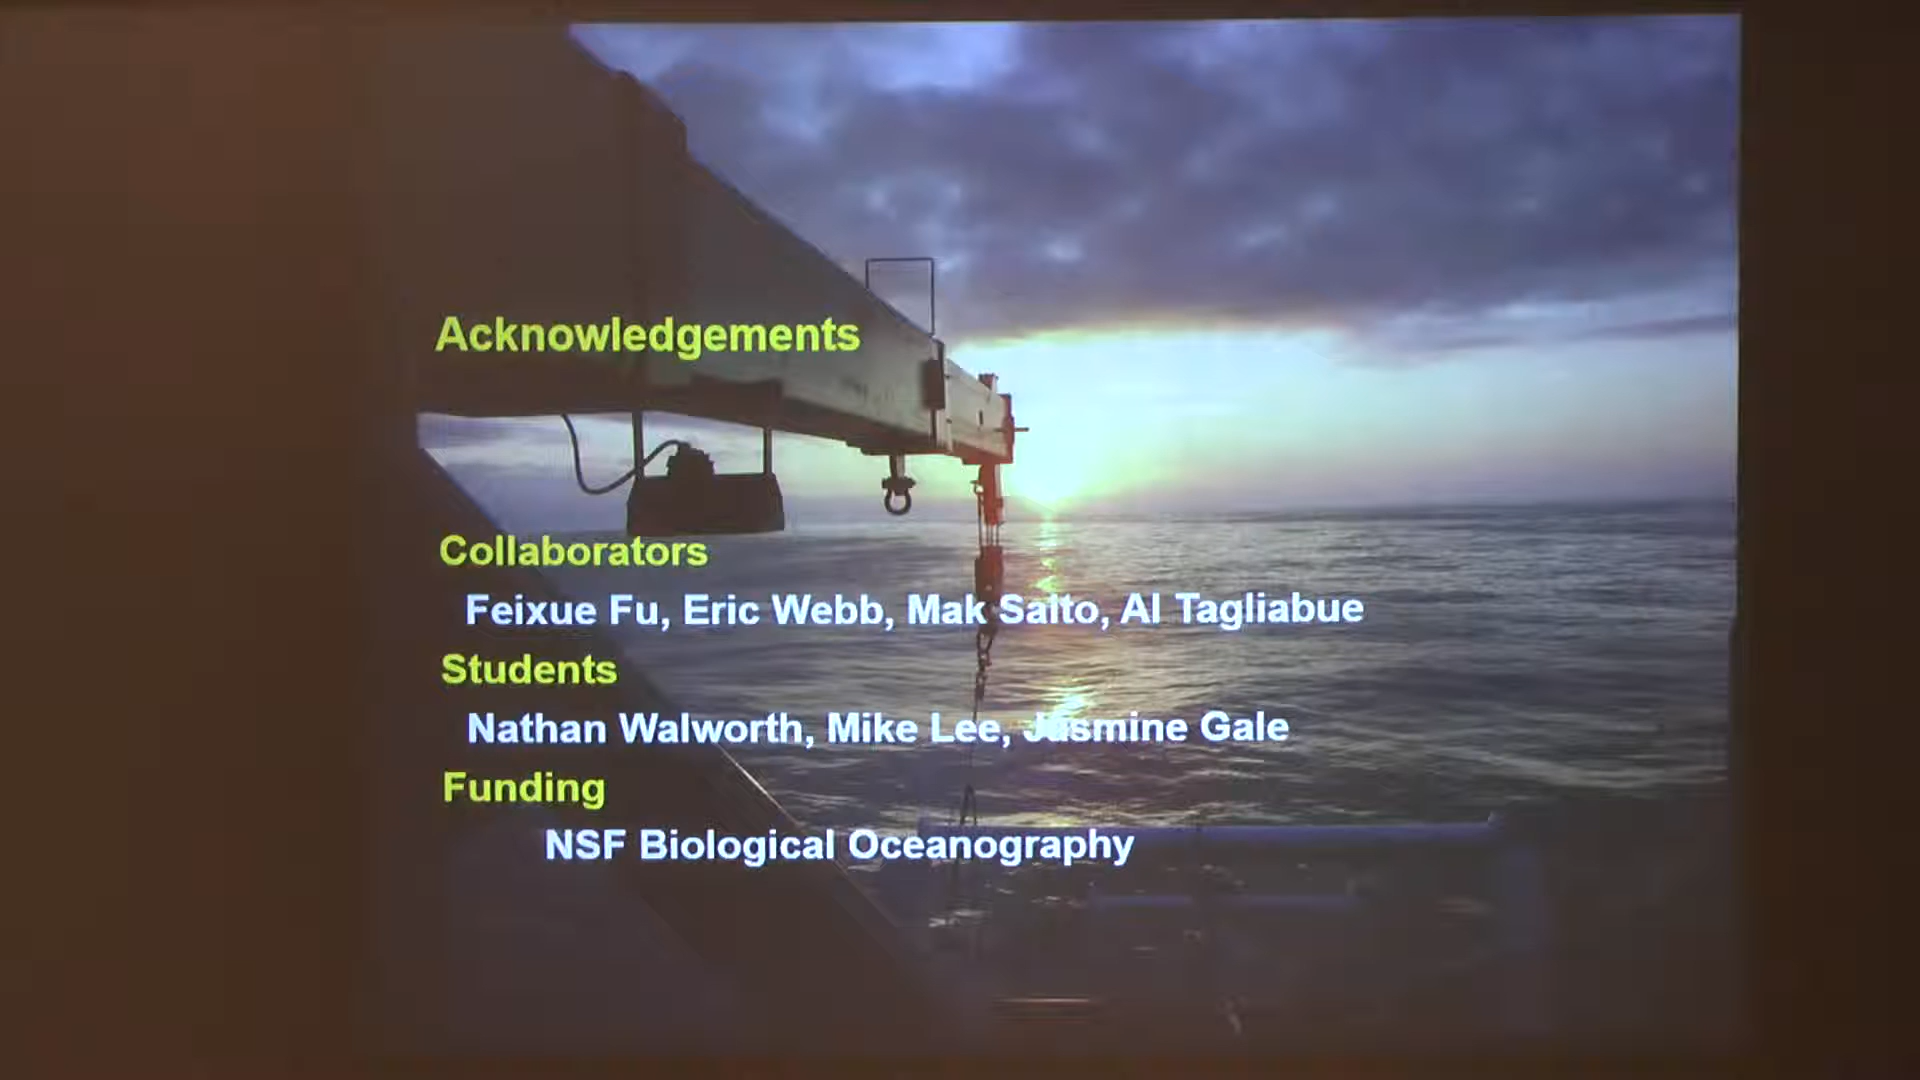 Acknowledgements
Collaborators
Feixue Fu, Eric Webb, Mak Saito, Al Tagliabue
Students
Nathan Walworth, Mike Lee, Jasmine Gale
Funding
NSF Biological Oceanography